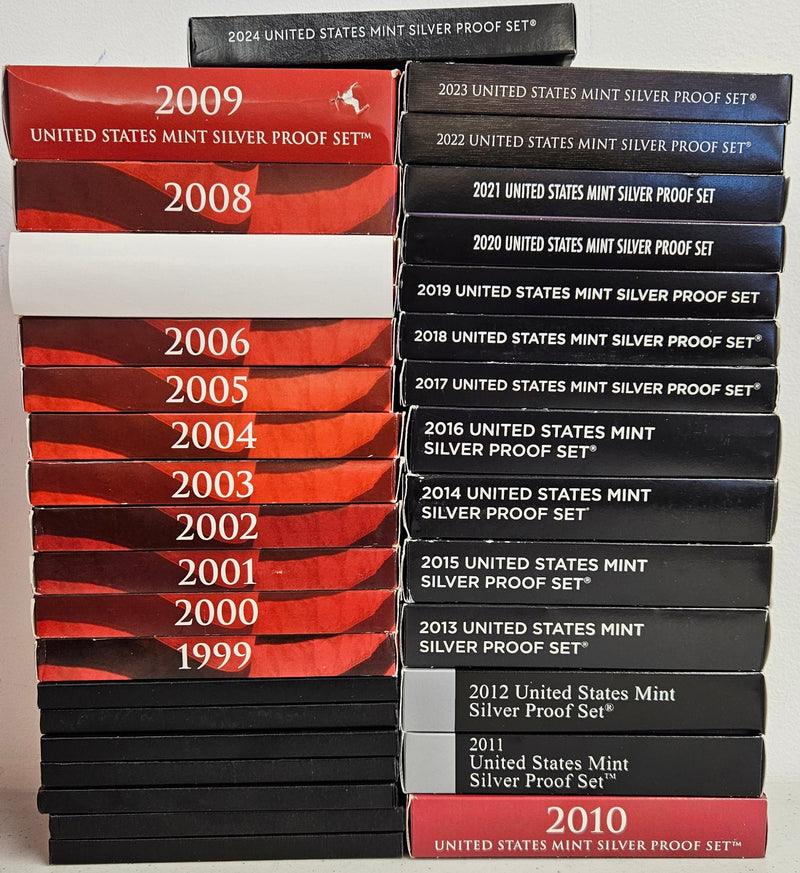 2024 UNITED STATES MINT SILVER PROOF SET®
2009
UNITED STATES MINT SILVER PROOF SET™
2008
2006
2005
2004
2003
2002
2001
2000
1999
2023 UNITED STATES MINT SILVER PROOF SET®
2022 UNITED STATES MINT SILVER PROOF SET®
2021 UNITED STATES MINT SILVER PROOF SET
2020 UNITED STATES MINT SILVER PROOF SET
2019 UNITED STATES MINT SILVER PROOF SET
2018 UNITED STATES MINT SILVER PROOF SET®
2017 UNITED STATES MINT SILVER PROOF SET®
2016 UNITED STATES MINT
SILVER PROOF SET®
2014 UNITED STATES MINT
SILVER PROOF SET®
2015 UNITED STATES MINT
SILVER PROOF SET®
2013 UNITED STATES MINT
SILVER PROOF SET®
2012 United States Mint
Silver Proof Set®
2011
United States Mint
Silver Proof Set™
2010
UNITED STATES MINT SILVER PROOF SET™